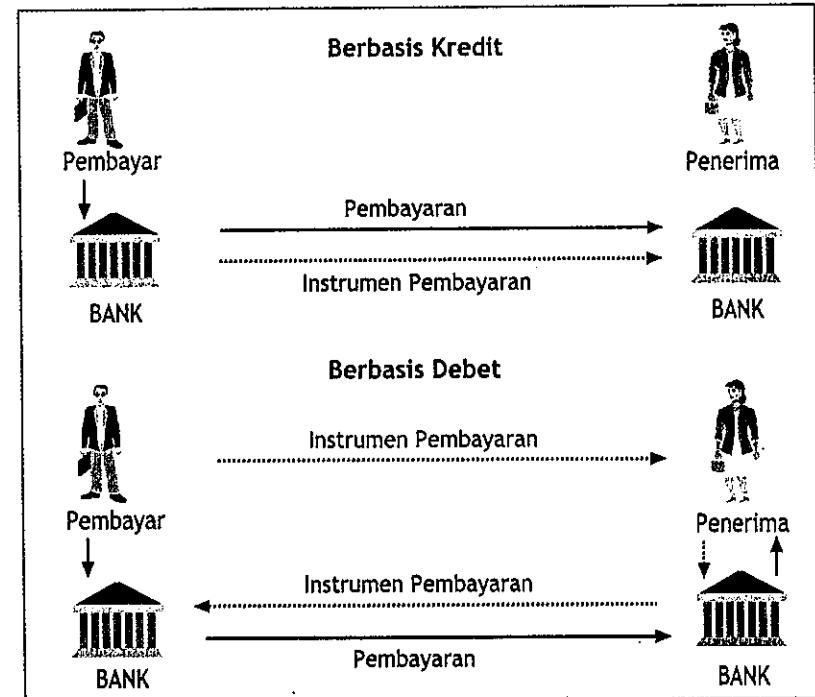 Berbasis Kredit
Pembayar
Penerima
Pembayaran
Instrumen Pembayaran
BANK
BANK
Berbasis Debet
Instrumen Pembayaran
Pembayar
Penerima
Instrumen Pembayaran
Pembayaran
BANK
BANK